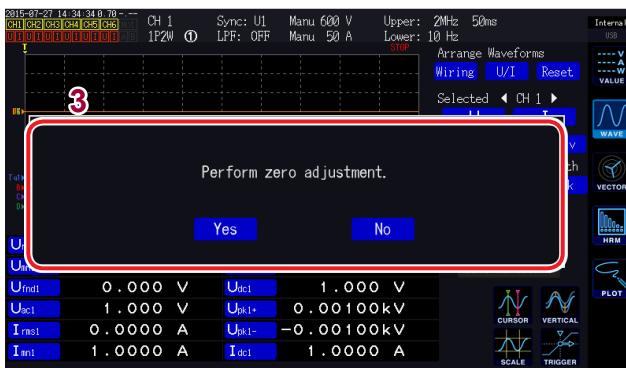 2015-07-27 14:34:34 0.70 -.--
CH1 CH2 CH3 CH4 CH5 CH6
U I U I U I U I U I U I
CH 1
1P2W ①
Sync: U1
LPF: OFF
Manu 600 V
Manu 50 A
Upper: 2MHz 50ms
Lower: 10 Hz
STOP
Internal
USB
Arrange Waveforms
Wiring U/I Reset
Selected ◀ CH 1 ▶
3
Perform zero adjustment.
Yes No
Ufnd1 0.000 V Udc1 1.000 V
Uac1 1.000 V Upk1+ 0.00100kV
Irms1 0.0000 A Upk1- -0.00100kV
Imn1 1.0000 A Idc1 1.0000 A
CURSOR VERTICAL
SCALE TRIGGER
V
A
W
VALUE
WAVE
VECTOR
HRM
PLOT